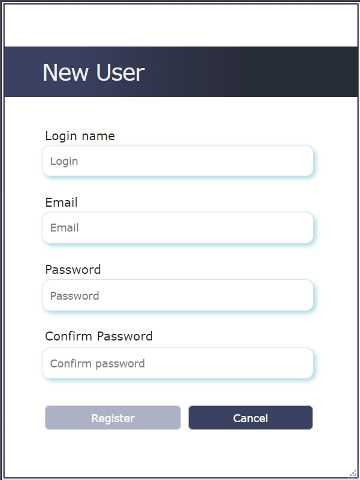 New User
Login name
Login
Email
Email
Password
Password
Confirm Password
Confirm password
Register Cancel